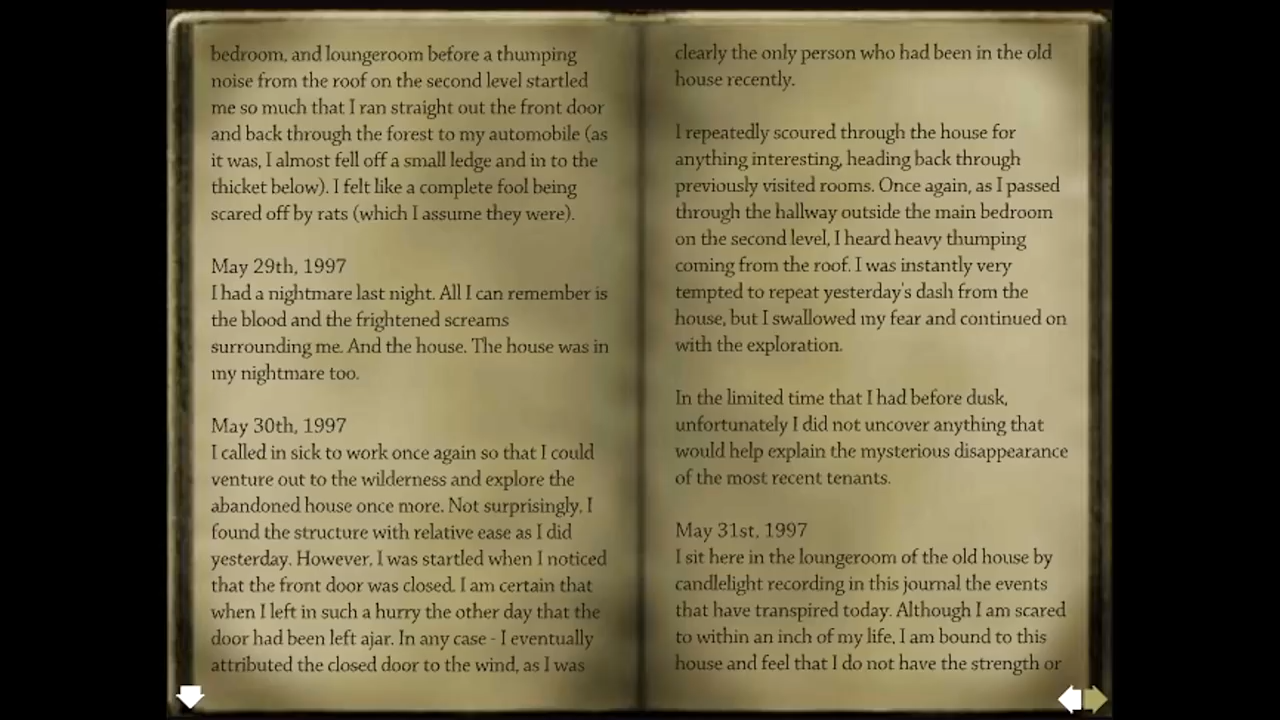 bedroom, and loungeroom before a thumping
noise from the roof on the second level startled
me so much that I ran straight out the front door
and back through the forest to my automobile (as
it was, I almost fell off a small ledge and in to the
thicket below). I felt like a complete fool being
scared off by rats (which I assume they were).
May 29th, 1997
I had a nightmare last night. All I can remember is
the blood and the frightened screams
surrounding me. And the house. The house was in
my nightmare too.
May 30th, 1997
I called in sick to work once again so that I could
venture out to the wilderness and explore the
abandoned house once more. Not surprisingly, I
found the structure with relative ease as I did
yesterday. However, I was startled when I noticed
that the front door was closed. I am certain that
when I left in such a hurry the other day that the
door had been left ajar. In any case - I eventually
attributed the closed door to the wind, as I was
clearly the only person who had been in the old
house recently.
I repeatedly scoured through the house for
anything interesting, heading back through
previously visited rooms. Once again, as I passed
through the hallway outside the main bedroom
on the second level, I heard heavy thumping
coming from the roof. I was instantly very
tempted to repeat yesterday's dash from the
house, but I swallowed my fear and continued on
with the exploration.
In the limited time that I had before dusk,
unfortunately I did not uncover anything that
would help explain the mysterious disappearance
of the most recent tenants.
May 31st, 1997
I sit here in the loungeroom of the old house by
candlelight recording in this journal the events
that have transpired today. Although I am scared
to within an inch of my life, I am bound to this
house and feel that I do not have the strength or